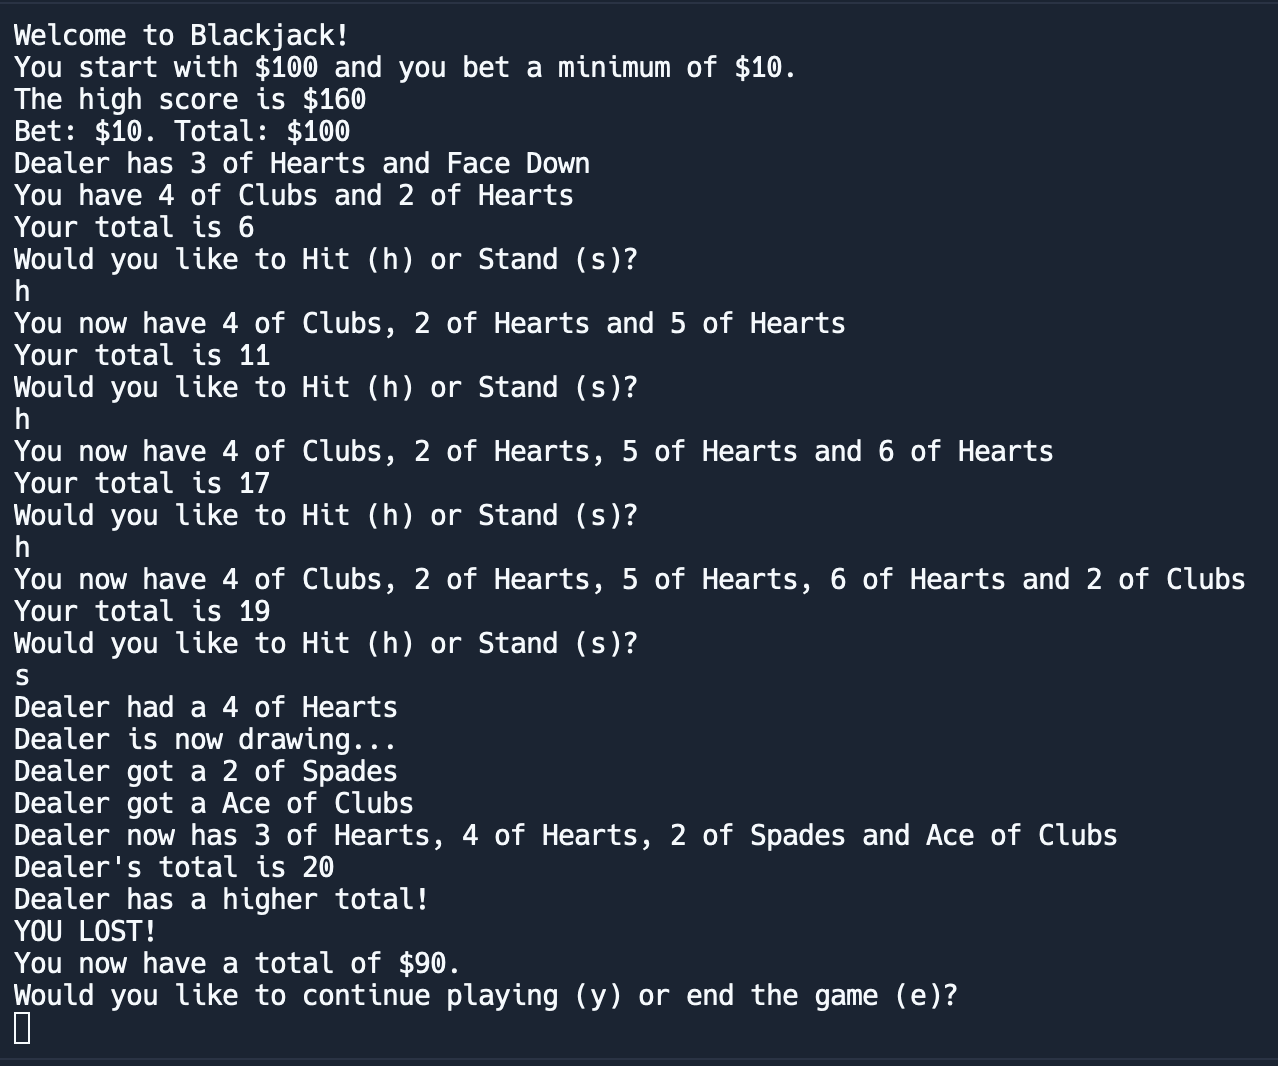 Welcome to Blackjack!
You start with $100 and you bet a minimum of $10.
The high score is $160
Bet: $10. Total: $100
Dealer has 3 of Hearts and Face Down
You have 4 of Clubs and 2 of Hearts
Your total is 6
Would you like to Hit (h) or Stand (s)?
h
You now have 4 of Clubs, 2 of Hearts and 5 of Hearts
Your total is 11
Would you like to Hit (h) or Stand (s)?
h
You now have 4 of Clubs, 2 of Hearts, 5 of Hearts and 6 of Hearts
Your total is 17
Would you like to Hit (h) or Stand (s)?
h
You now have 4 of Clubs, 2 of Hearts, 5 of Hearts, 6 of Hearts and 2 of Clubs
Your total is 19
Would you like to Hit (h) or Stand (s)?
s
Dealer had a 4 of Hearts
Dealer is now drawing...
Dealer got a 2 of Spades
Dealer got a Ace of Clubs
Dealer now has 3 of Hearts, 4 of Hearts, 2 of Spades and Ace of Clubs
Dealer's total is 20
Dealer has a higher total!
YOU LOST!
You now have a total of $90.
Would you like to continue playing (y) or end the game (e)?